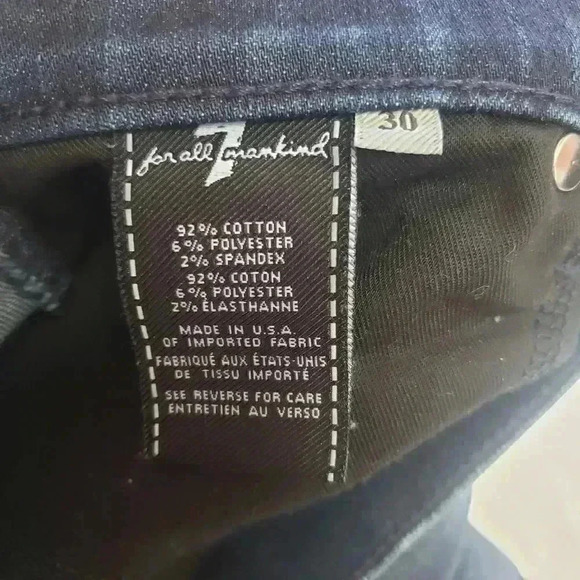 7
for all mankind
30
92% COTTON
6% POLYESTER
2% SPANDEX
92% COTON
6% POLYESTER
2% ÉLASTHANNE
MADE IN U.S.A.
OF IMPORTED FABRIC
FABRIQUÉ AUX ÉTATS-UNIS
DE TISSU IMPORTÉ
SEE REVERSE FOR CARE
ENTRETIEN AU VERSO